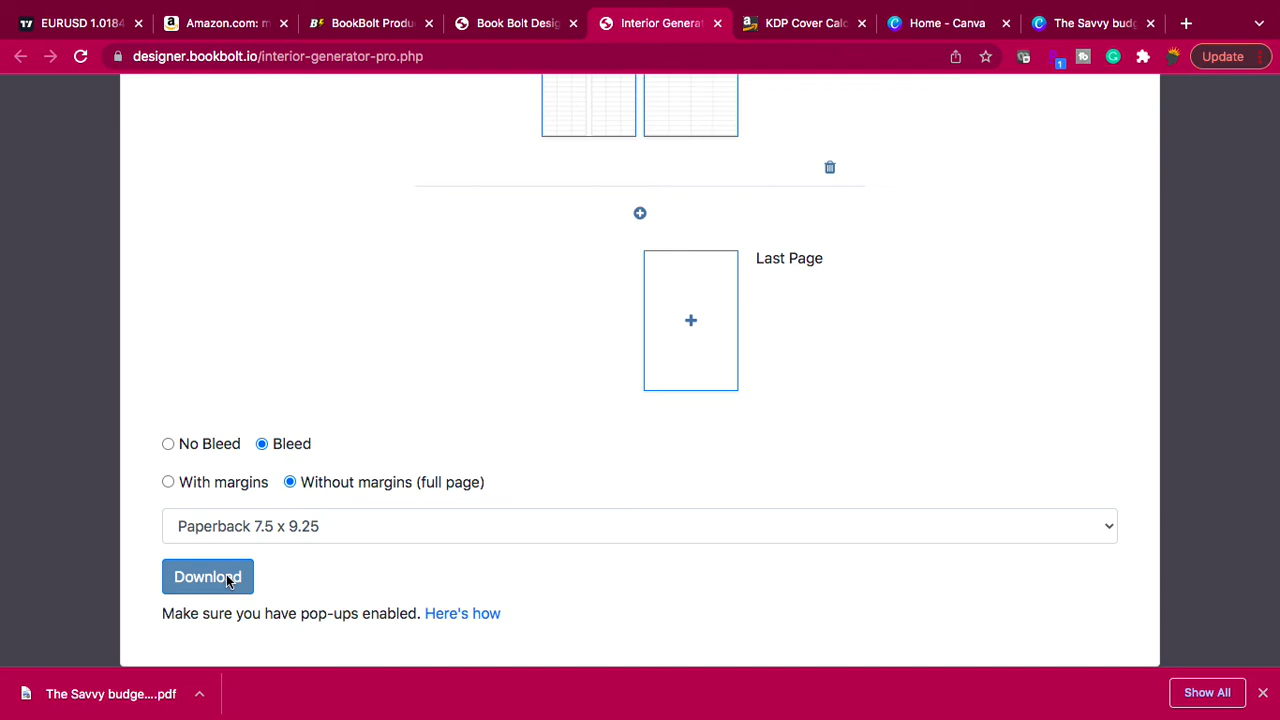 EURUSD 1.0184
Amazon.com: m
BookBolt Produ
Book Bolt Desig
Interior Genera
KDP Cover Calc
Home - Canva
The Savvy budg
designer.bookbolt.io/interior-generator-pro.php
1
Update
Last Page
No Bleed
Bleed
With margins
Without margins (full page)
Paperback 7.5 x 9.25
Download
Make sure you have pop-ups enabled. Here's how
The Savvy budge....pdf
Show All